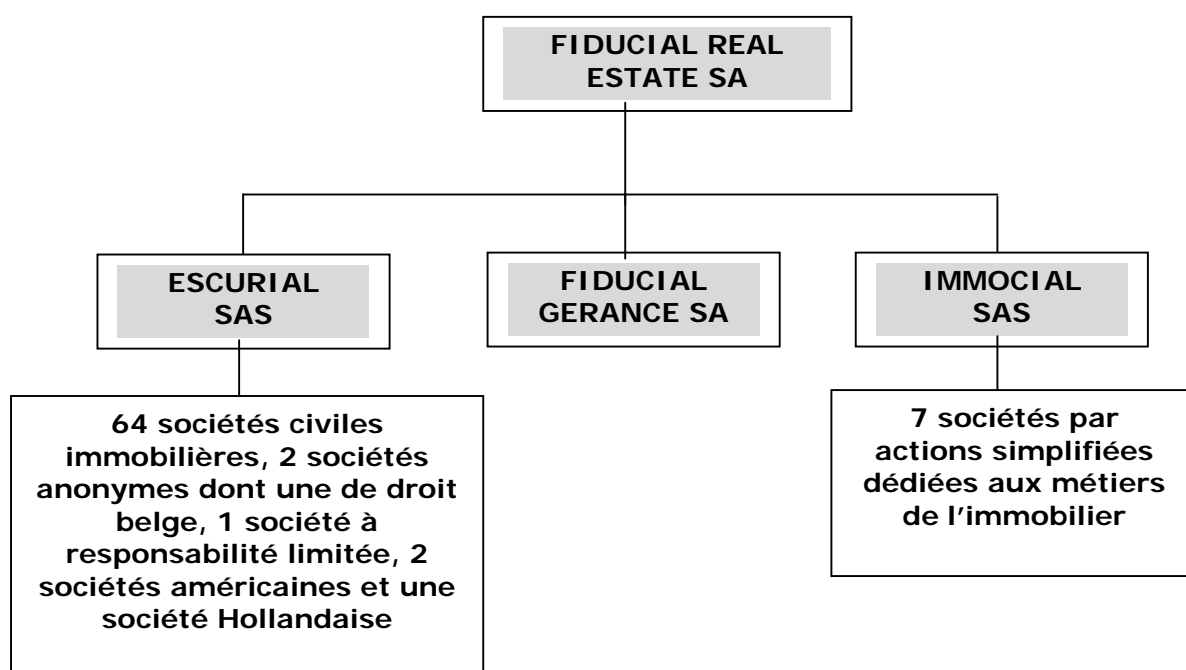 FIDUCIAL REAL
ESTATE SA
ESCURIAL
SAS
FIDUCIAL
GERANCE SA
IMMOCIAL
SAS
64 sociétés civiles
immobilières, 2 sociétés
anonymes dont une de droit
belge, 1 société à
responsabilité limitée, 2
sociétés américaines et une
société Hollandaise
7 sociétés par
actions simplifiées
dédiées aux métiers
de l’immobilier